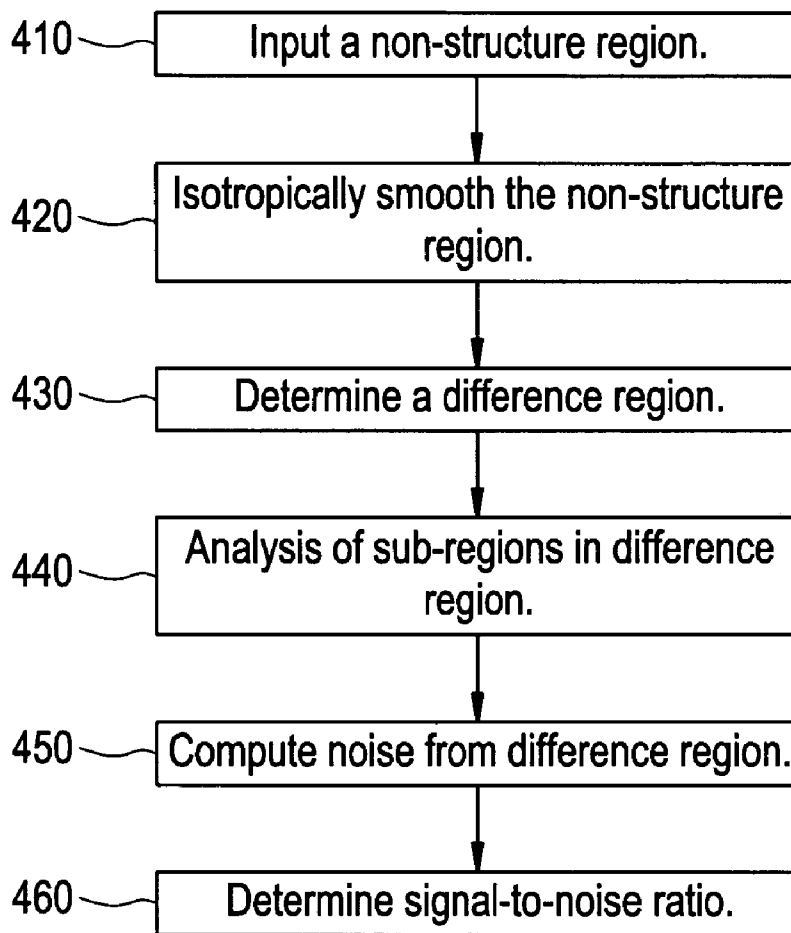 410 Input a non-structure region.
420 Isotropically smooth the non-structure
region.
430 Determine a difference region.
440 Analysis of sub-regions in difference
region.
450 Compute noise from difference region.
460 Determine signal-to-noise ratio.